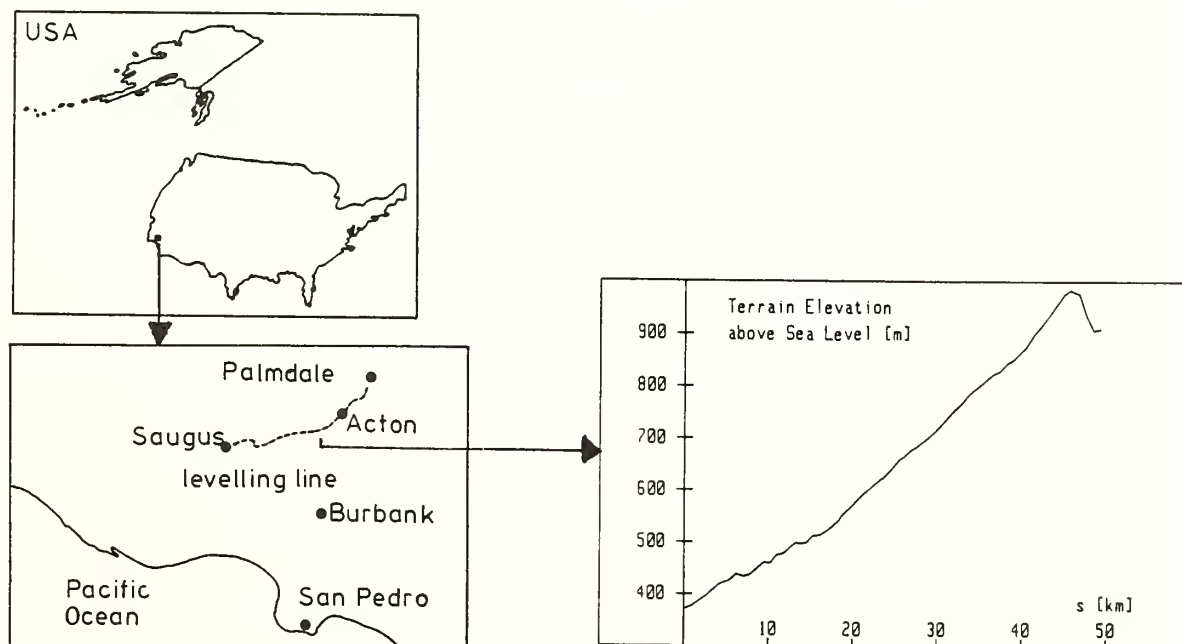 USA
Palmdale
Acton
Saugus
levelling line
Burbank
Pacific
Ocean
San Pedro
Terrain Elevation
above Sea Level [m]
900
800
700
600
500
400
s [km]
10
20
30
40
50